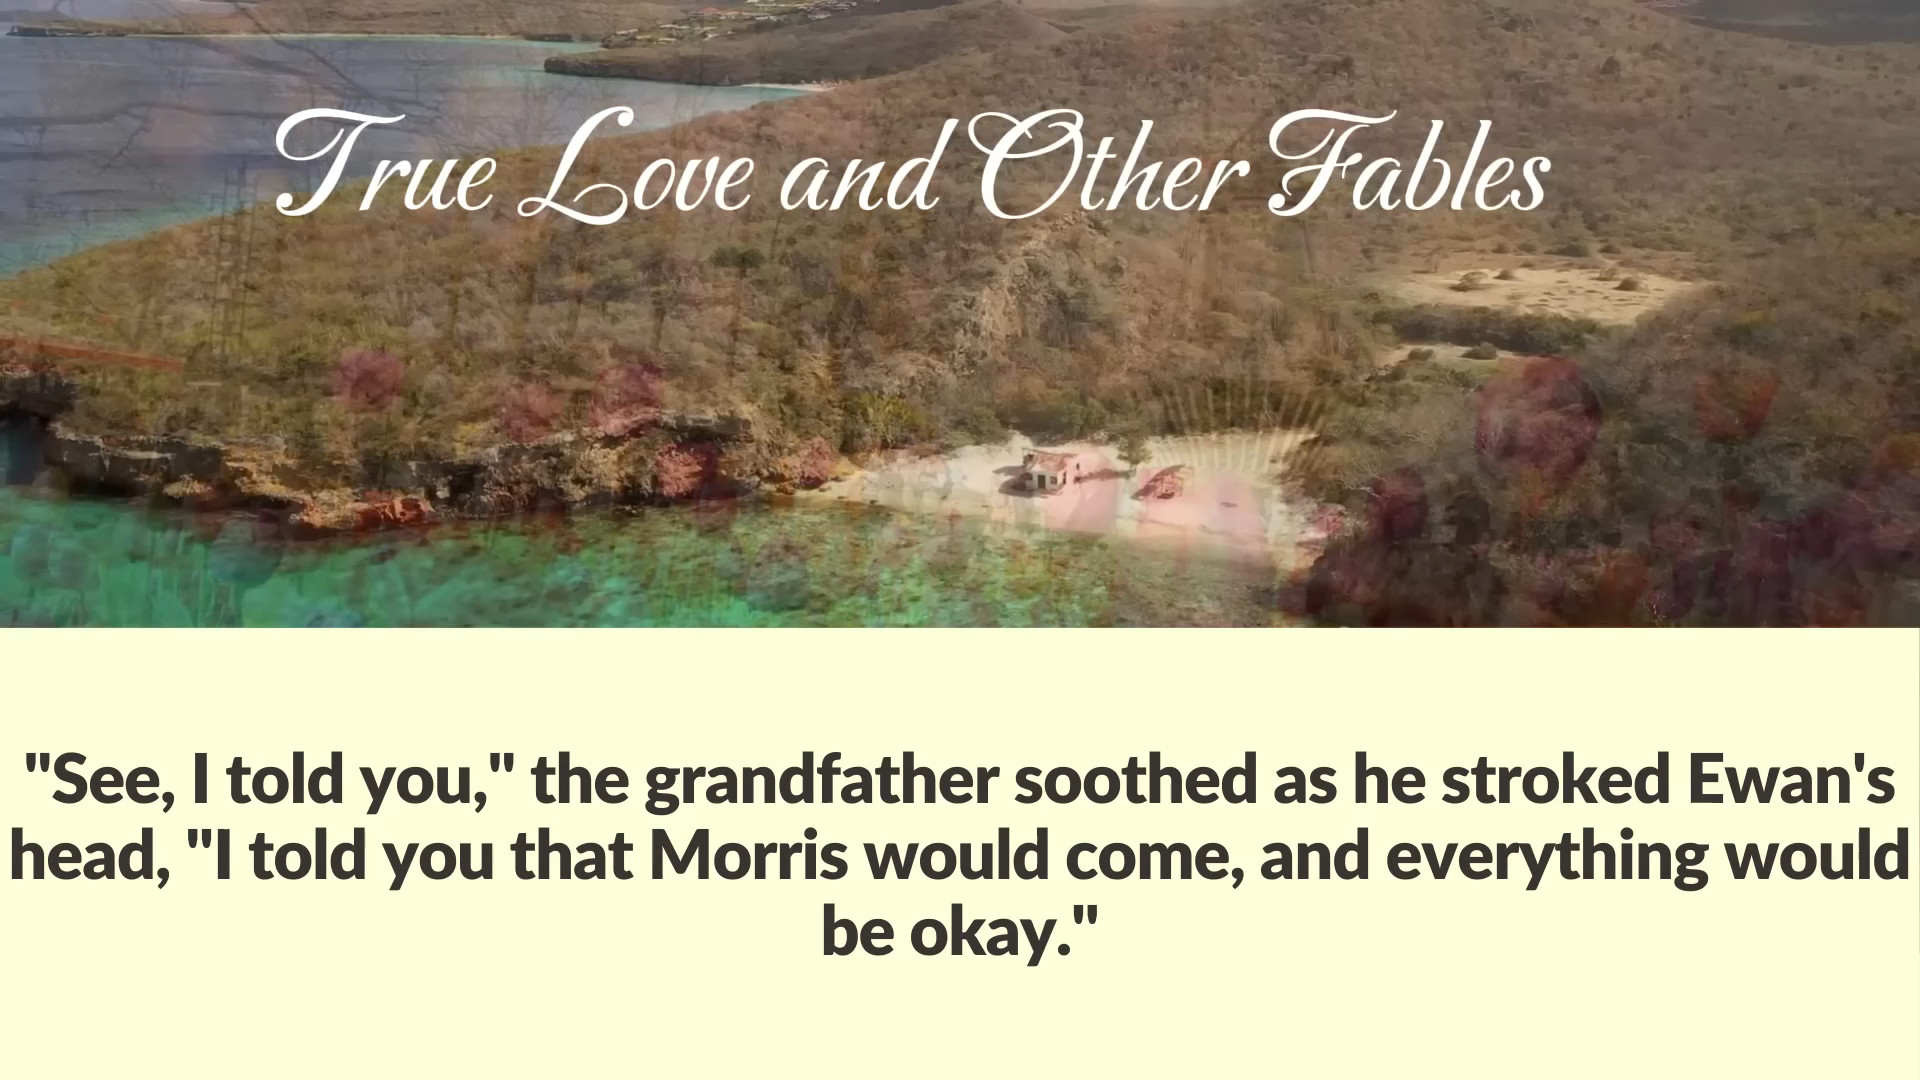 True Love and Other Fables
"See, I told you," the grandfather soothed as he stroked Ewan's
head, "I told you that Morris would come, and everything would
be okay."